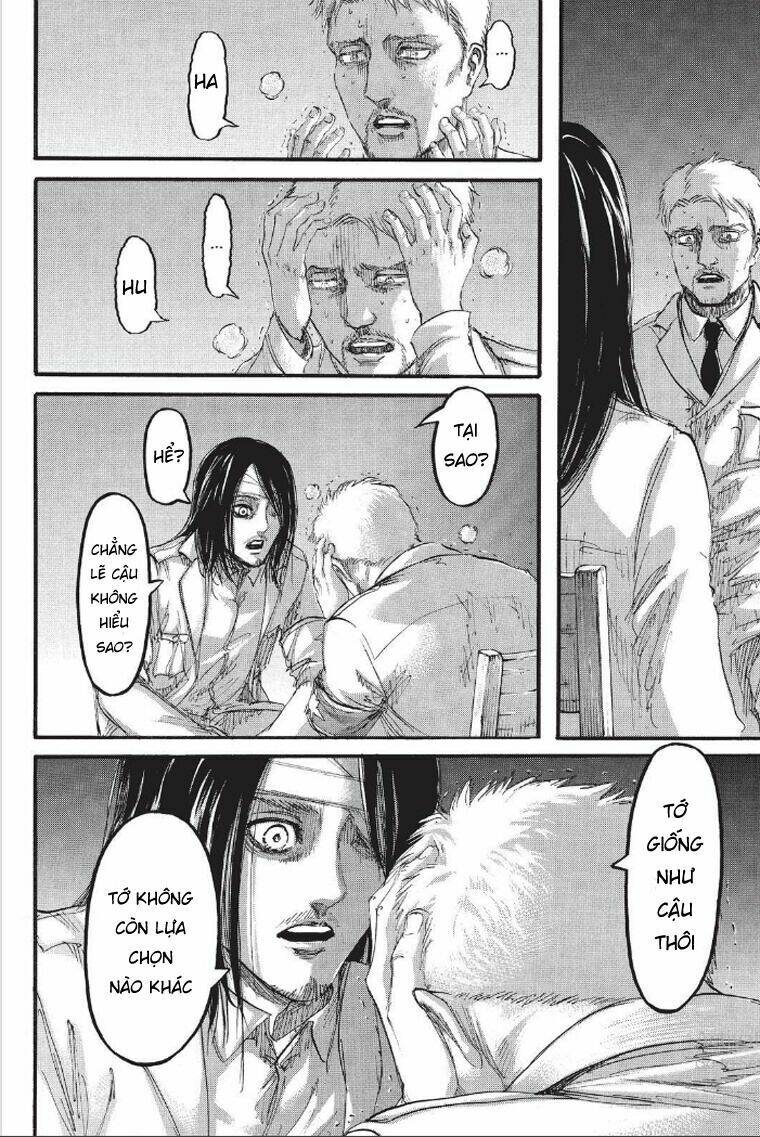 ...
HA
...
HU
TẠI
SAO?
HỂ?
CHẲNG
LẼ CẬU
KHÔNG
HIỂU
SAO?
TỚ
GIỐNG
NHƯ
CẬU
THÔI
TỚ KHÔNG
CÒN LỰA
CHỌN
NÀO KHÁC